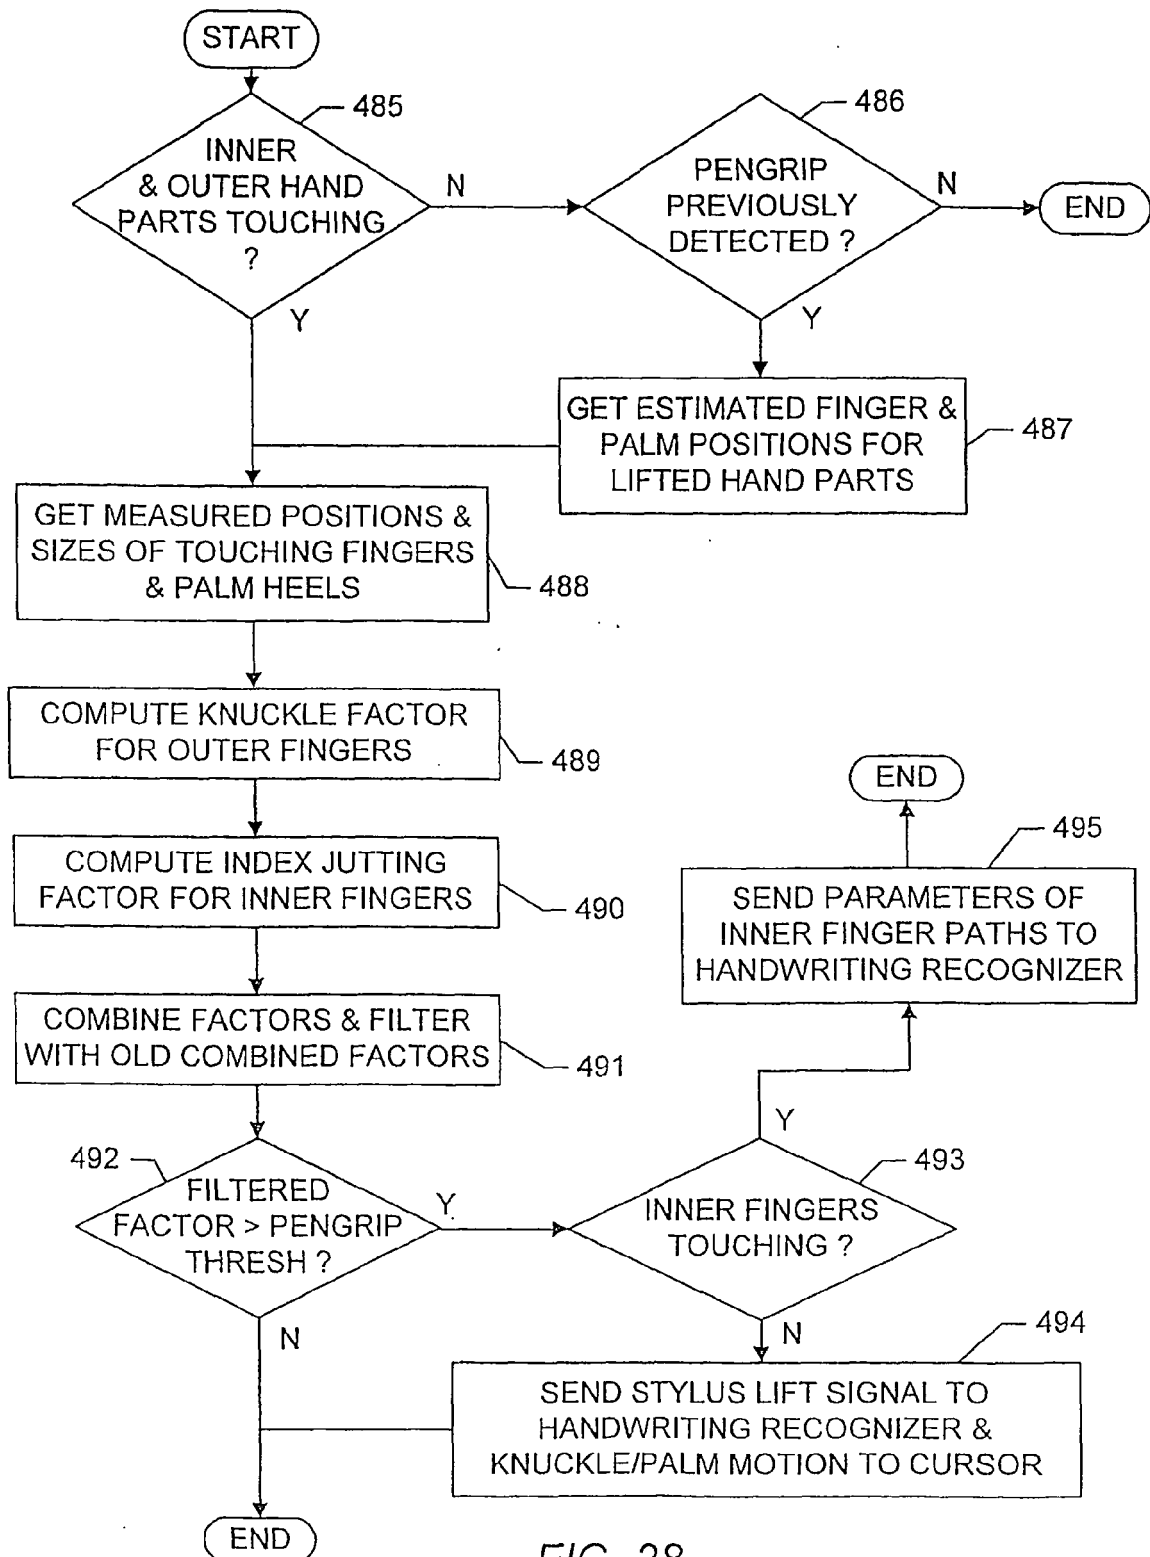 START
485
INNER
& OUTER HAND
PARTS TOUCHING
?
N
Y
486
PENGRIP
PREVIOUSLY
DETECTED ?
N
END
Y
GET ESTIMATED FINGER &
PALM POSITIONS FOR
LIFTED HAND PARTS
487
GET MEASURED POSITIONS &
SIZES OF TOUCHING FINGERS
& PALM HEELS
488
COMPUTE KNUCKLE FACTOR
FOR OUTER FINGERS
489
COMPUTE INDEX JUTTING
FACTOR FOR INNER FINGERS
490
COMBINE FACTORS & FILTER
WITH OLD COMBINED FACTORS
491
492
FILTERED
FACTOR > PENGRIP
THRESH ?
Y
N
493
INNER FINGERS
TOUCHING ?
Y
N
495
SEND PARAMETERS OF
INNER FINGER PATHS TO
HANDWRITING RECOGNIZER
END
494
SEND STYLUS LIFT SIGNAL TO
HANDWRITING RECOGNIZER &
KNUCKLE/PALM MOTION TO CURSOR
END
FIG. 28